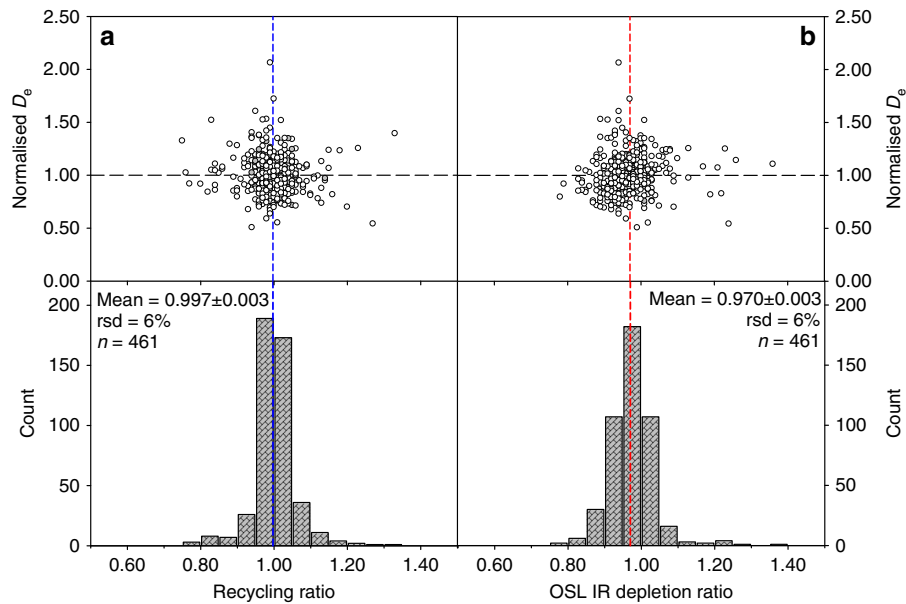 a
b
2.50
2.00
1.50
1.00
0.50
0.00
Normalised De
2.50
2.00
1.50
1.00
0.50
0.00
Normalised De
Mean = 0.997±0.003
rsd = 6%
n = 461
Mean = 0.970±0.003
rsd = 6%
n = 461
200
150
100
50
0
Count
200
150
100
50
0
Count
0.60 0.80 1.00 1.20 1.40
0.60 0.80 1.00 1.20 1.40
Recycling ratio
OSL IR depletion ratio